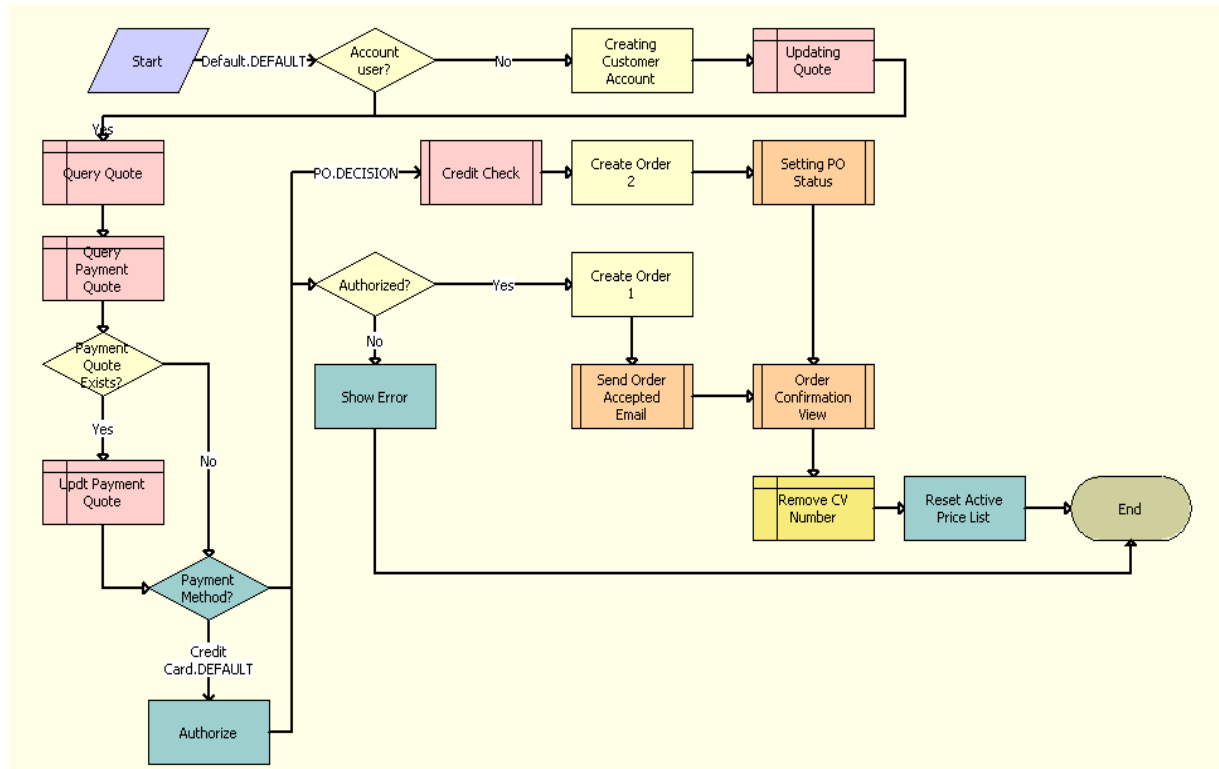 Start
Default.DEFAULT
Account
user?
No
Creating
Customer
Account
Updating
Quote
Yes
Query Quote
PO.DECISION
Credit Check
Create Order
2
Setting PO
Status
Query
Payment
Quote
Authorized?
Yes
Create Order
1
No
Payment
Quote
Exists?
Show Error
Send Order
Accepted
Email
Order
Confirmation
View
Yes
No
Updt Payment
Quote
Remove CV
Number
Reset Active
Price List
End
Payment
Method?
Credit
Card.DEFAULT
Authorize